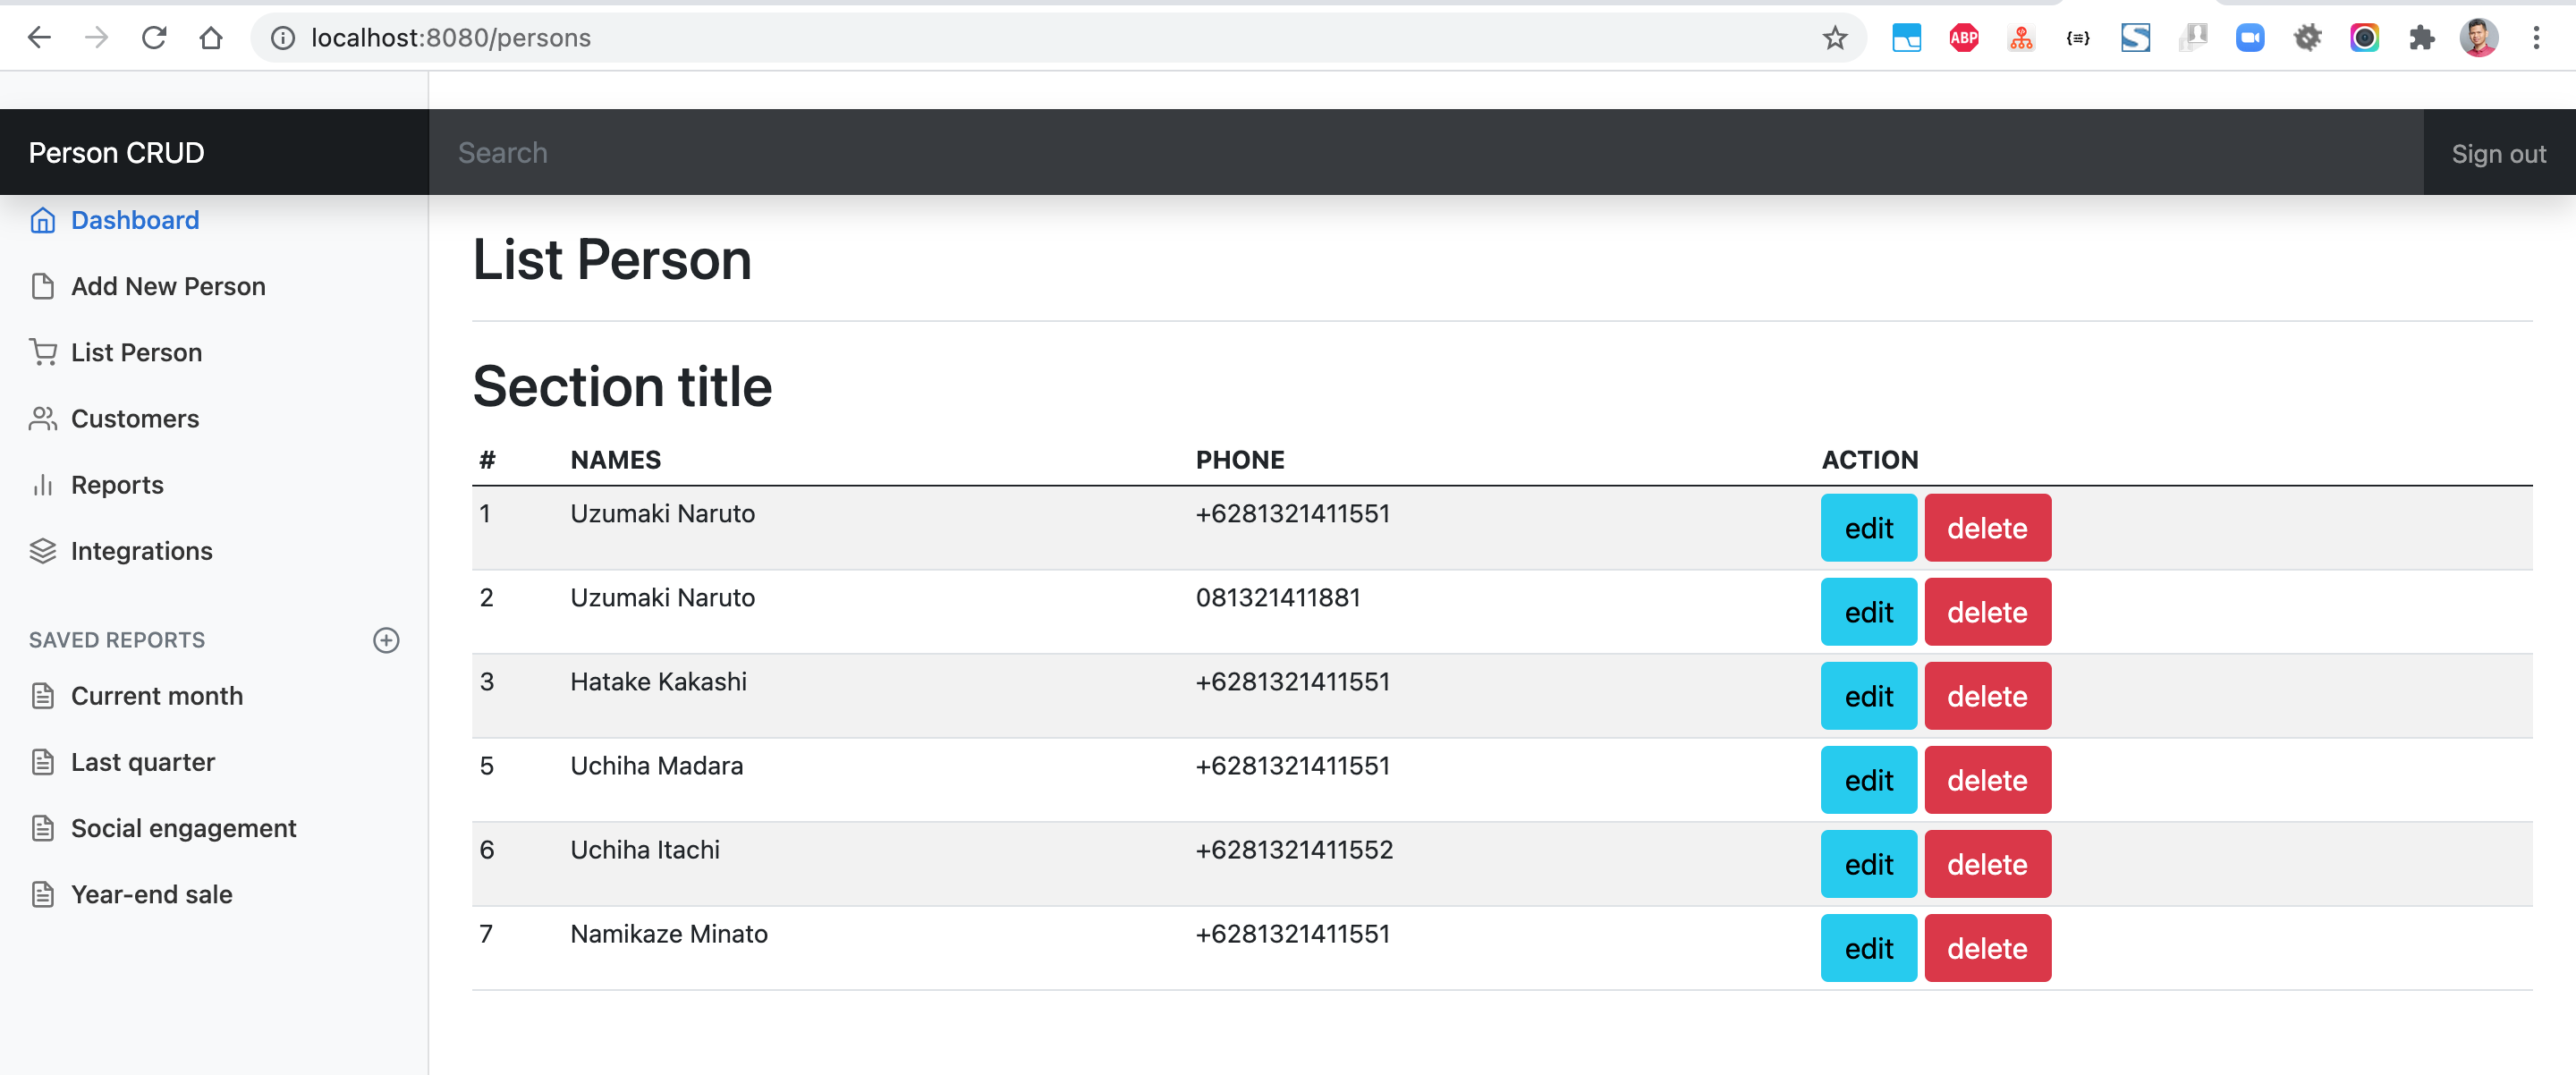 localhost:8080/persons
ABP
Person CRUD
Search
Sign out
Dashboard
Add New Person
List Person
Customers
Reports
Integrations
SAVED REPORTS
Current month
Last quarter
Social engagement
Year-end sale
List Person
Section title
# NAMES PHONE ACTION
1 Uzumaki Naruto +6281321411551 edit delete
2 Uzumaki Naruto 081321411881 edit delete
3 Hatake Kakashi +6281321411551 edit delete
5 Uchiha Madara +6281321411551 edit delete
6 Uchiha Itachi +6281321411552 edit delete
7 Namikaze Minato +6281321411551 edit delete